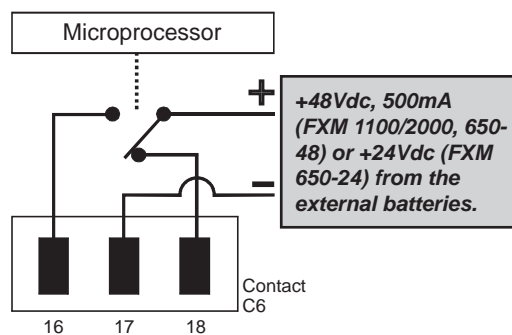 Microprocessor
+
+48Vdc, 500mA
(FXM 1100/2000, 650-
48) or +24Vdc (FXM
650-24) from the
external batteries.
–
Contact
C6
16 17 18